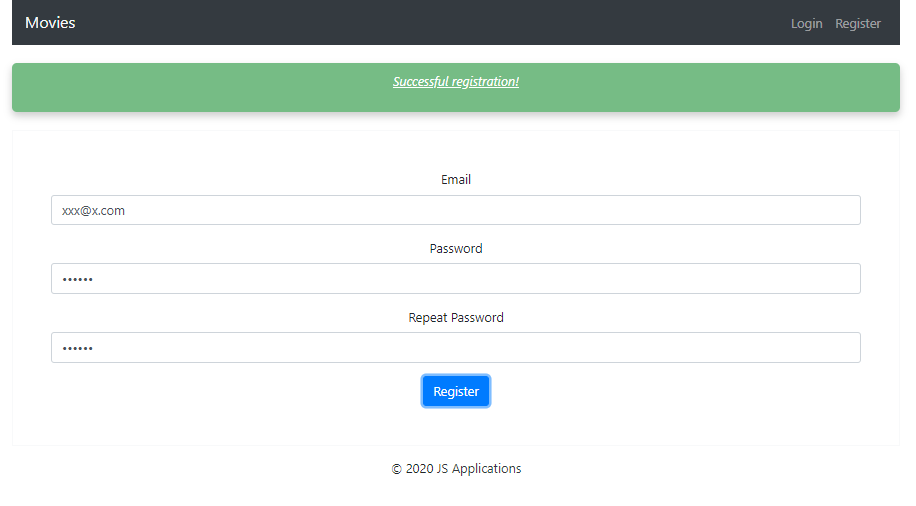 Movies Login Register
Successful registration!
Email
xxx@x.com
Password
••••••
Repeat Password
••••••
Register
© 2020 JS Applications